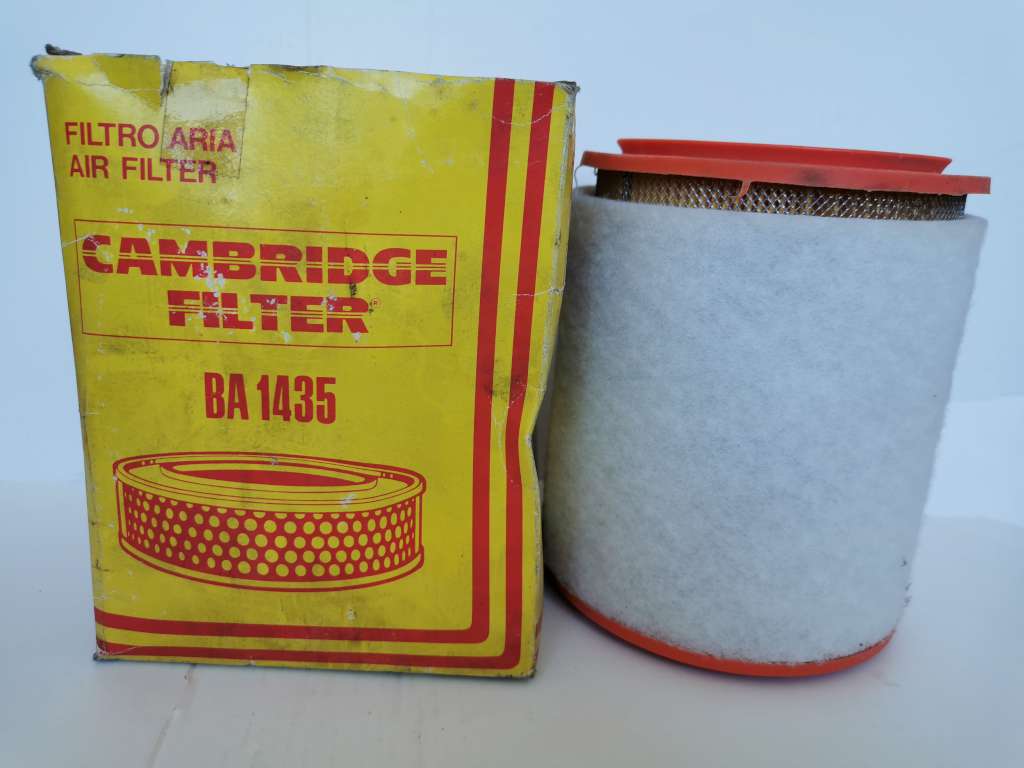 FILTRO ARIA
AIR FILTER
CAMBRIDGE
FILTER®
BA 1435